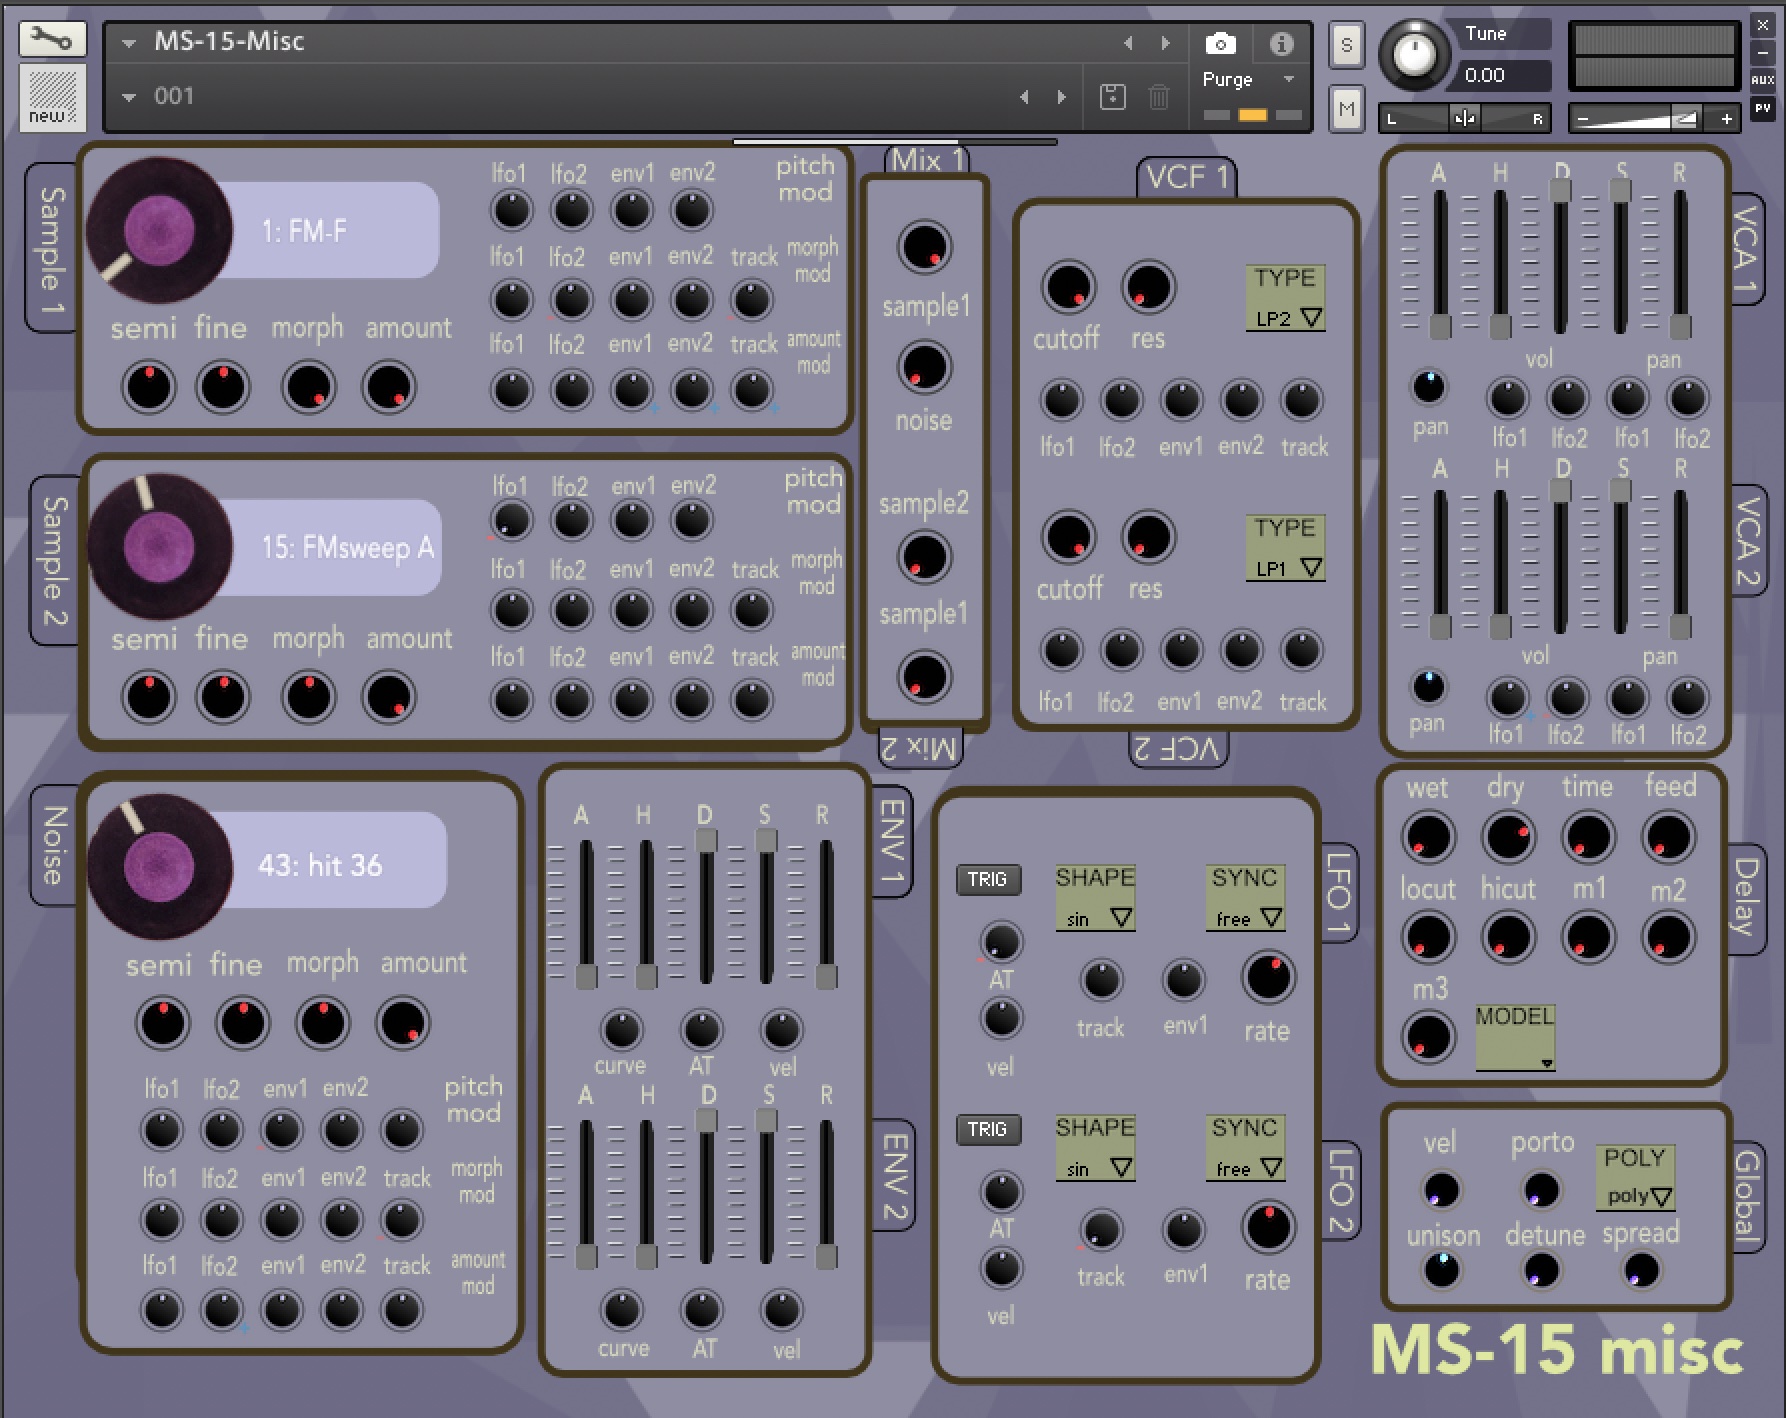 MS-15-Misc
001
Purge
new
S
M
Tune
0.00
L R
- +
x
-
AUX
PV
Sample 1
1: FM-F
semi fine morph amount
lfo1 lfo2 env1 env2
pitch mod
lfo1 lfo2 env1 env2 track
morph mod
lfo1 lfo2 env1 env2 track
amount mod
Sample 2
15: FMsweep A
semi fine morph amount
lfo1 lfo2 env1 env2
pitch mod
lfo1 lfo2 env1 env2 track
morph mod
lfo1 lfo2 env1 env2 track
amount mod
Mix 1
sample1
noise
sample2
sample1
Mix 2
VCF 1
cutoff res
TYPE
LP2
lfo1 lfo2 env1 env2 track
cutoff res
TYPE
LP1
lfo1 lfo2 env1 env2 track
VCF 2
VCA 1
A H D S R
vol pan
pan
lfo1 lfo2 lfo1 lfo2
VCA 2
A H D S R
vol pan
pan
lfo1 lfo2 lfo1 lfo2
Noise
43: hit 36
semi fine morph amount
lfo1 lfo2 env1 env2
pitch mod
lfo1 lfo2 env1 env2 track
morph mod
lfo1 lfo2 env1 env2 track
amount mod
ENV 1
A H D S R
curve AT vel
ENV 2
A H D S R
curve AT vel
LFO 1
TRIG
SHAPE
sin
SYNC
free
AT
track env1 rate
vel
LFO 2
TRIG
SHAPE
sin
SYNC
free
AT
track env1 rate
vel
Delay
wet dry time feed
locut hicut m1 m2
m3
MODEL
Global
vel porto
POLY
poly
unison detune spread
MS-15 misc